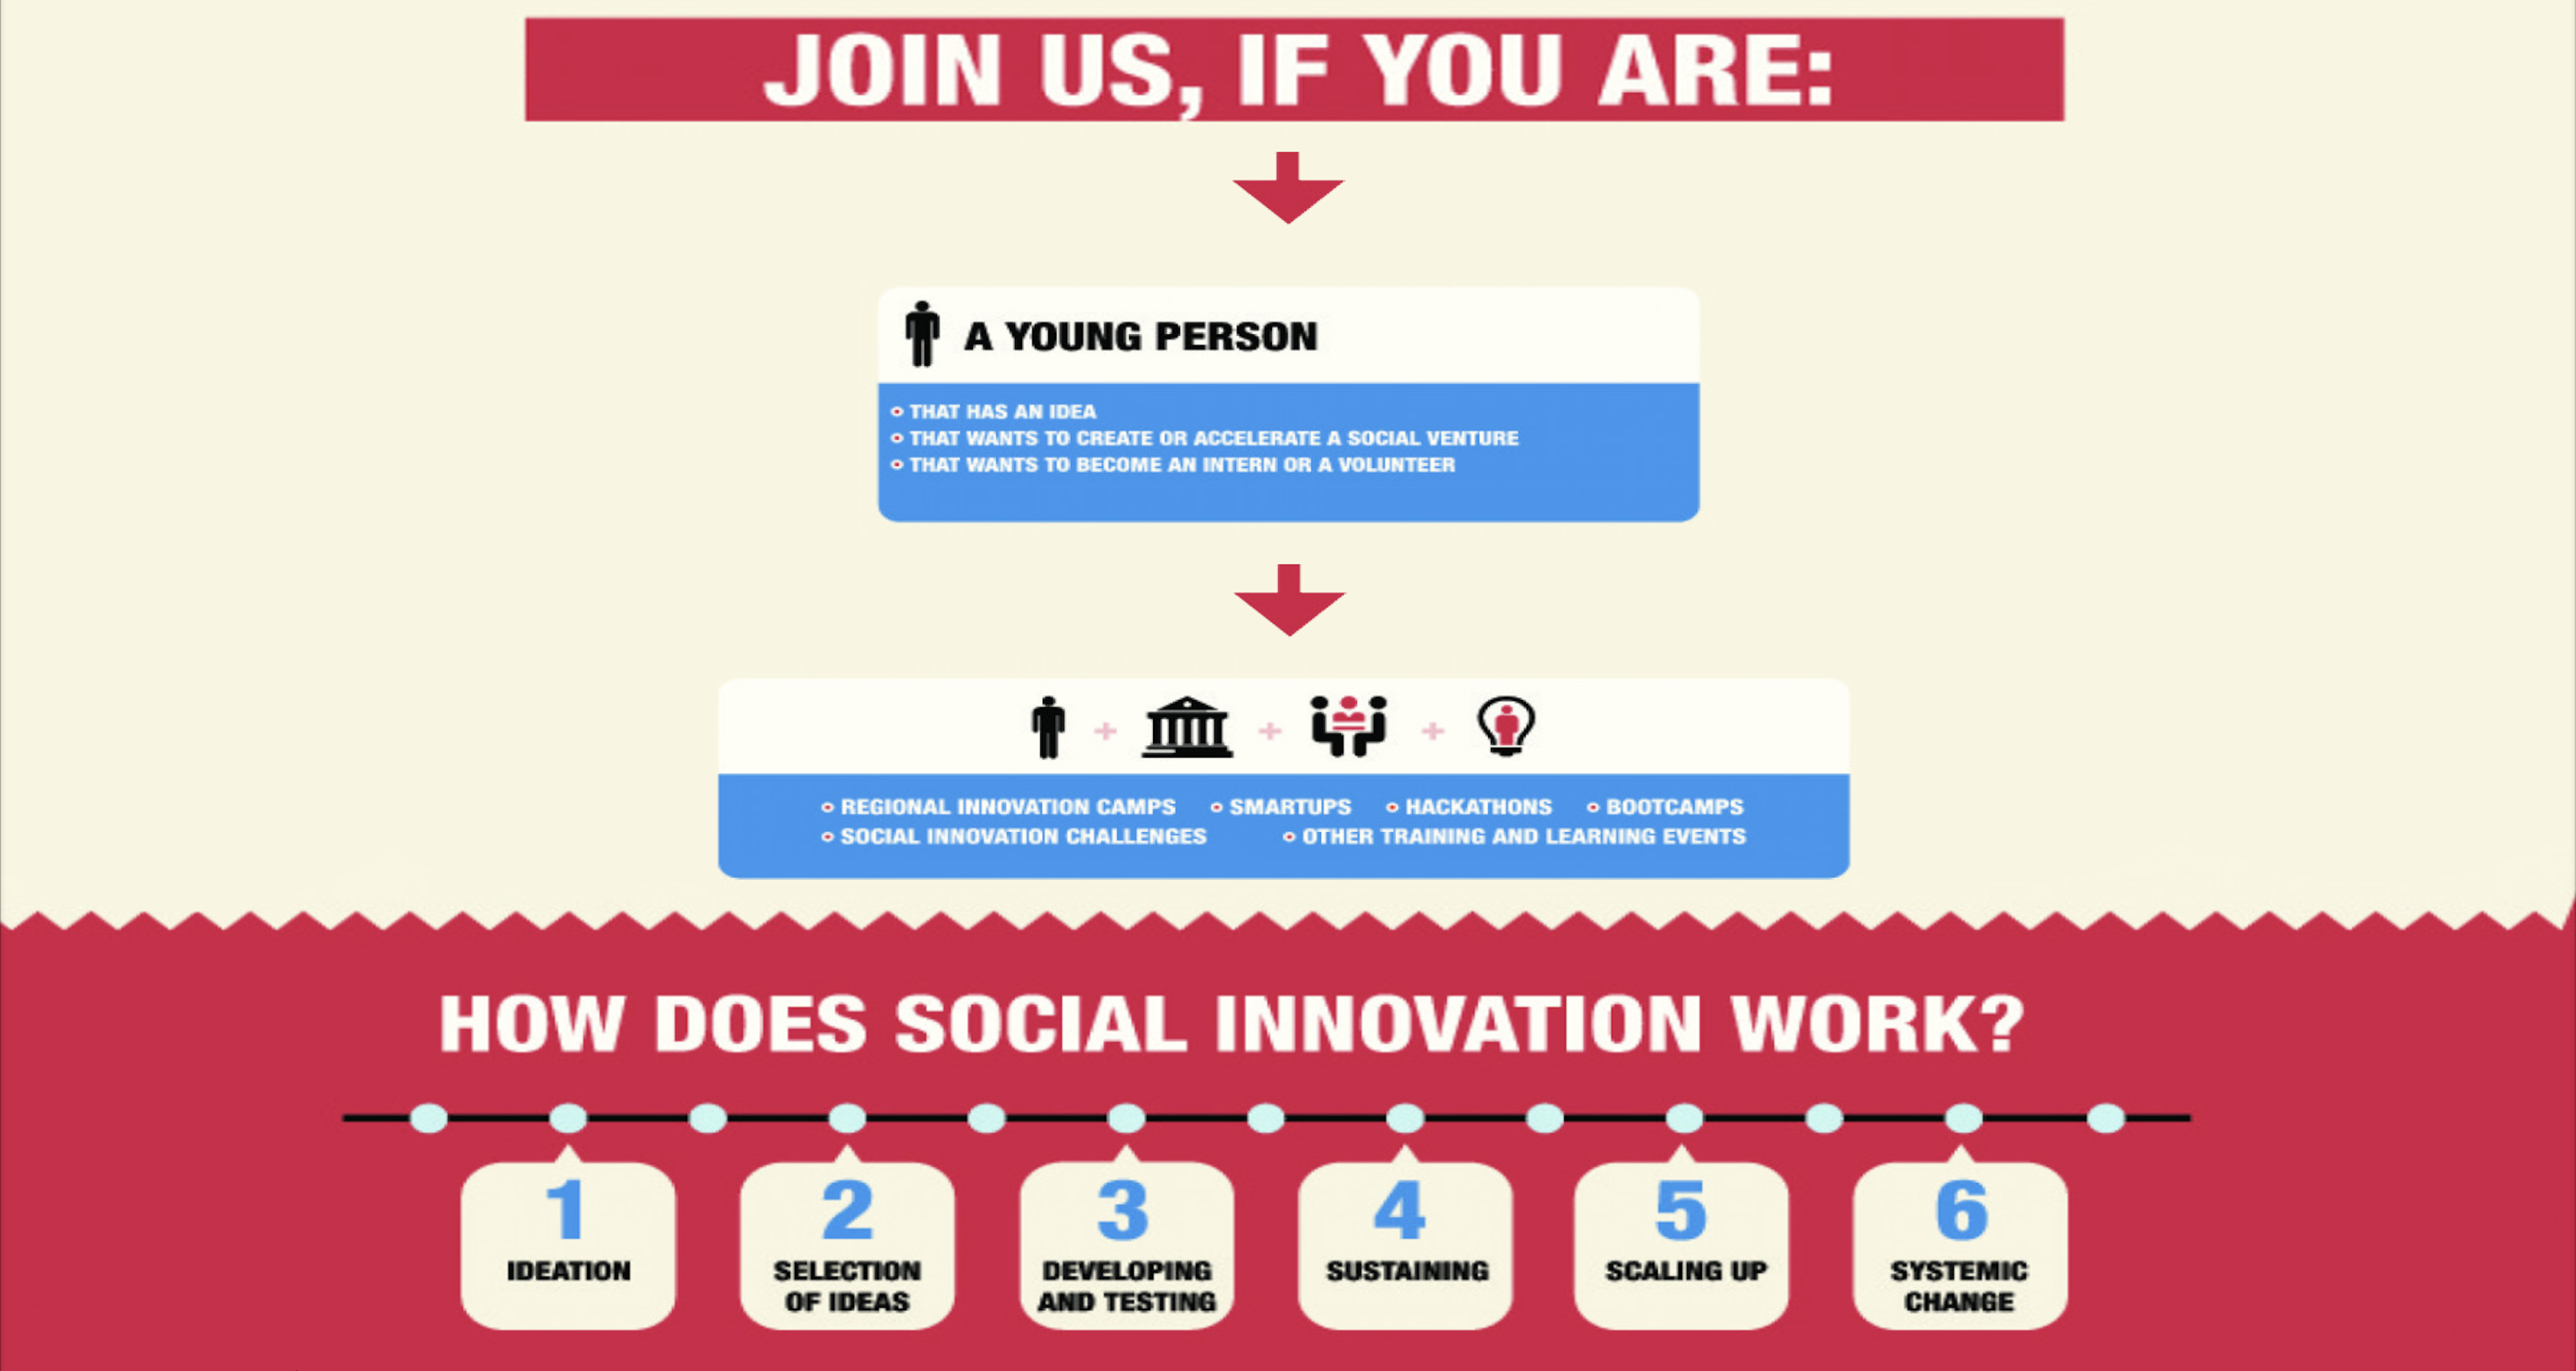 JOIN US, IF YOU ARE:
A YOUNG PERSON
THAT HAS AN IDEA
THAT WANTS TO CREATE OR ACCELERATE A SOCIAL VENTURE
THAT WANTS TO BECOME AN INTERN OR A VOLUNTEER
+ + +
REGIONAL INNOVATION CAMPS SMARTUPS HACKATHONS BOOTCAMPS
SOCIAL INNOVATION CHALLENGES OTHER TRAINING AND LEARNING EVENTS
HOW DOES SOCIAL INNOVATION WORK?
1
IDEATION
2
SELECTION
OF IDEAS
3
DEVELOPING
AND TESTING
4
SUSTAINING
5
SCALING UP
6
SYSTEMIC
CHANGE